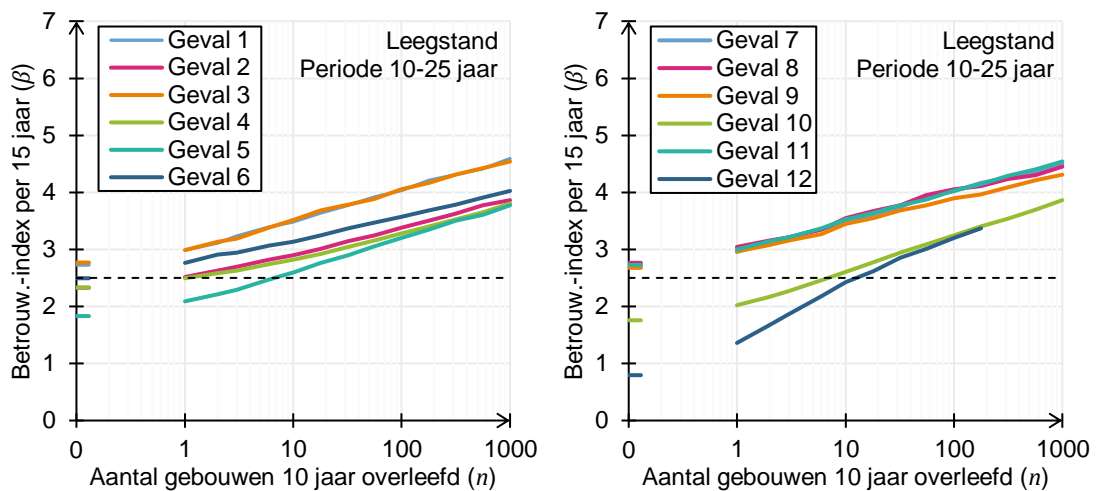 7
6
5
4
3
2
1
0
Betrouw.-index per 15 jaar (β)
Geval 1
Geval 2
Geval 3
Geval 4
Geval 5
Geval 6
Leegstand
Periode 10-25 jaar
0 1 10 100 1000
Aantal gebouwen 10 jaar overleefd (n)
7
6
5
4
3
2
1
0
Betrouw.-index per 15 jaar (β)
Geval 7
Geval 8
Geval 9
Geval 10
Geval 11
Geval 12
Leegstand
Periode 10-25 jaar
0 1 10 100 1000
Aantal gebouwen 10 jaar overleefd (n)